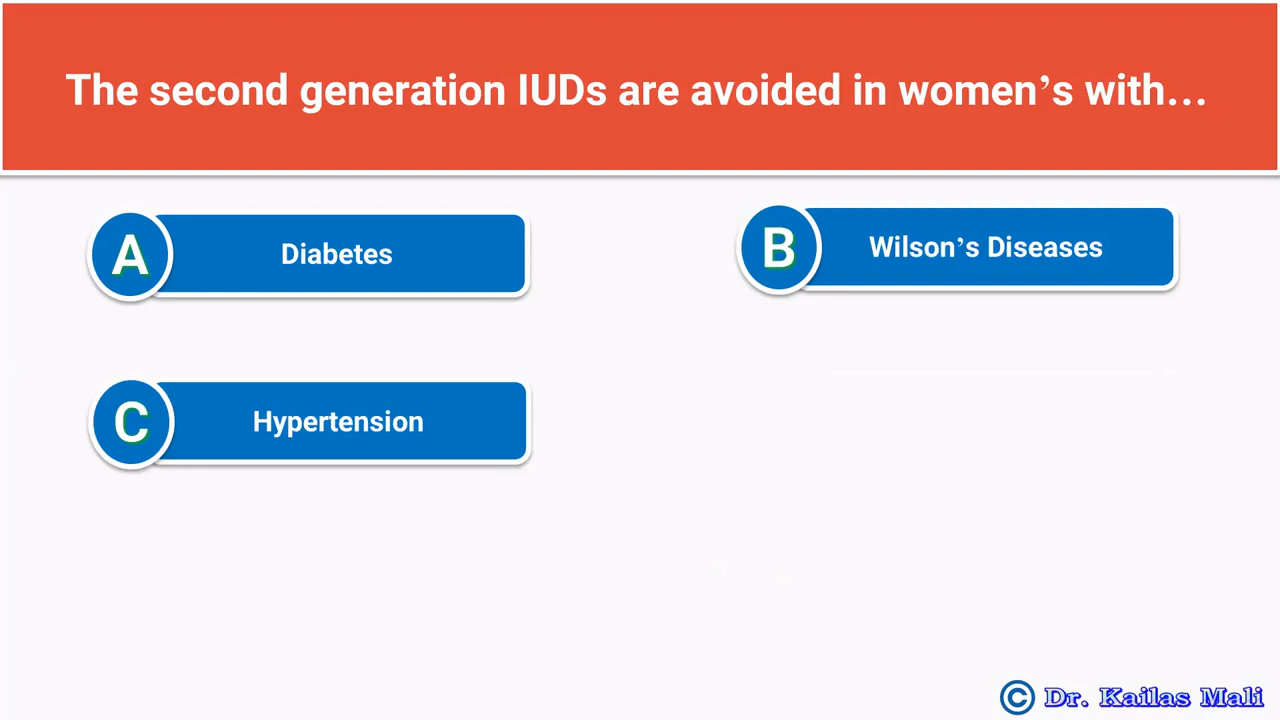 The second generation IUDs are avoided in women’s with...
A Diabetes
B Wilson’s Diseases
C Hypertension
© Dr. Kailas Mali